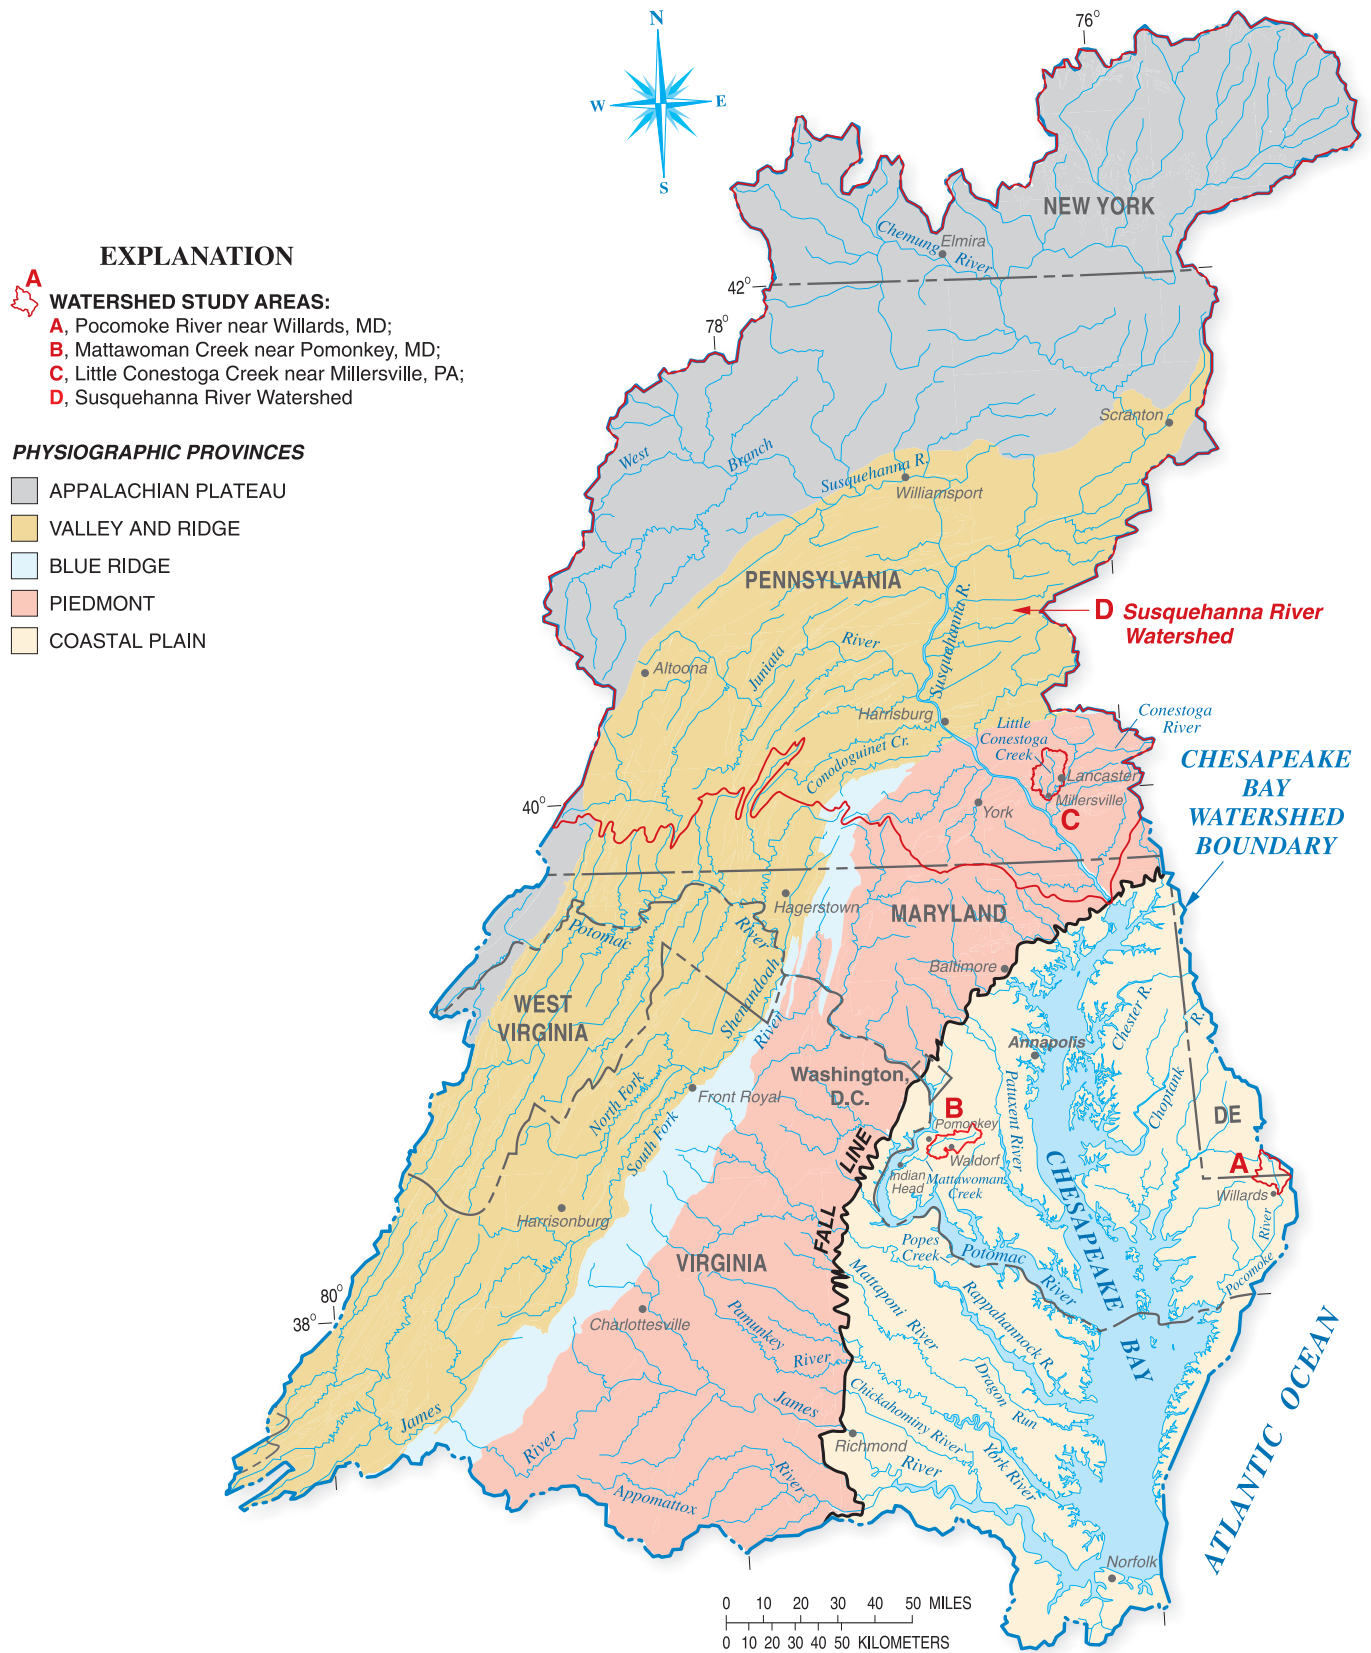 N
W
E
S
76°
NEW YORK
Chemung
River
Elmira
42°
78°
EXPLANATION
A
WATERSHED STUDY AREAS:
A, Pocomoke River near Willards, MD;
B, Mattawoman Creek near Pomonkey, MD;
C, Little Conestoga Creek near Millersville, PA;
D, Susquehanna River Watershed
PHYSIOGRAPHIC PROVINCES
APPALACHIAN PLATEAU
VALLEY AND RIDGE
BLUE RIDGE
PIEDMONT
COASTAL PLAIN
Scranton
West
Branch
Susquehanna R.
Williamsport
PENNSYLVANIA
Susquehanna R.
D Susquehanna River
Watershed
Juniata
River
Altoona
Harrisburg
Little
Conestoga
Creek
Conestoga
River
Conodoguinet Cr.
Lancaster
Millersville
York
C
CHESAPEAKE
BAY
WATERSHED
BOUNDARY
40°
Hagerstown
MARYLAND
Potomac
River
Baltimore
WEST
VIRGINIA
Shenandoah
River
Chester R.
R.
Annapolis
Washington,
D.C.
Front Royal
North Fork
South Fork
Patuxent River
Choptank
DE
B
Pomonkey
Waldorf
Indian
Head
Mattawoman
Creek
A
Willards
River
Pocomoke
FALL
LINE
CHESAPEAKE
BAY
Harrisonburg
VIRGINIA
Popes
Creek
Potomac
River
Mattaponi
River
Rappahannock R.
80°
38°
Charlottesville
Pamunkey
River
Dragon
Run
James
River
James
River
Chickahominy River
York River
Richmond
Appomattox
River
Norfolk
ATLANTIC OCEAN
0 10 20 30 40 50 MILES
0 10 20 30 40 50 KILOMETERS